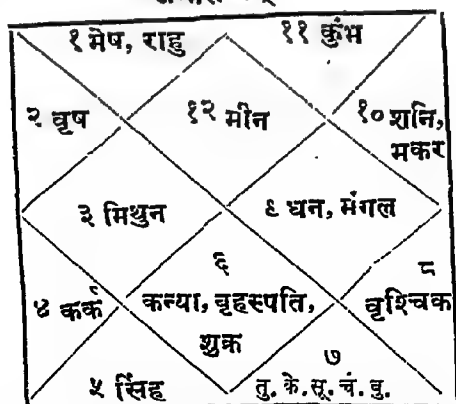 १ मेष, राहु
११ कुंभ
२ वृष
१२ मीन
१० शनि,
मकर
३ मिथुन
९ धन, मंगल
४ कर्क
६
कन्या, बृहस्पति,
शुक्र
८
वृश्चिक
५ सिंह
७
तु. के. सू. चं. बु.